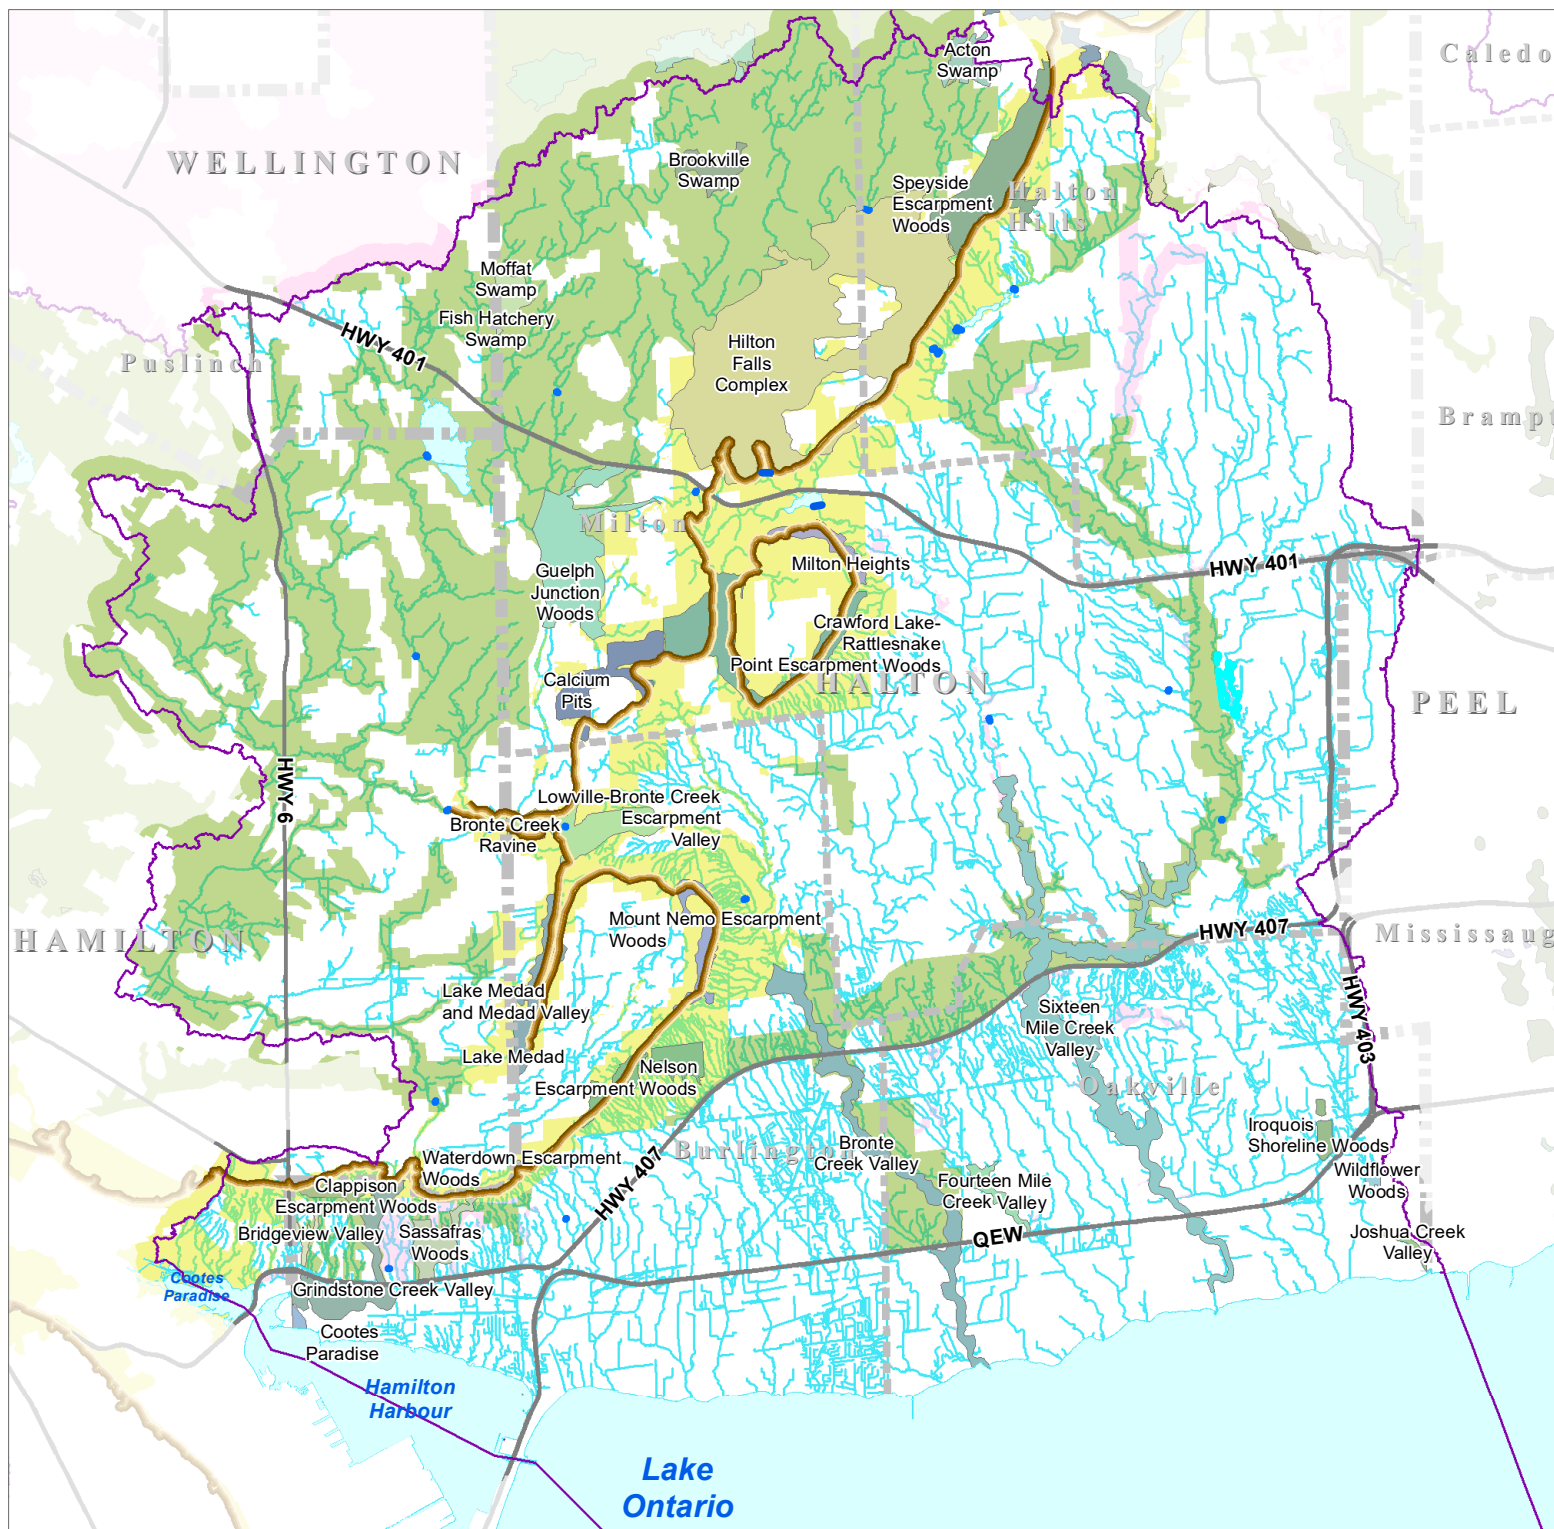 Acton
Swamp
Caledo
WELLINGTON
Brookville
Swamp
Speyside
Escarpment
Woods
Halton
Hills
Moffat
Swamp
Fish Hatchery
Swamp
HWY 401
Puslinch
Hilton
Falls
Complex
Brampt
Milton
Milton Heights
HWY 401
Guelph
Junction
Woods
Crawford Lake-
Rattlesnake
Point Escarpment Woods
HALTON
Calcium
Pits
PEEL
HWY 6
Lowville-Bronte Creek
Escarpment
Valley
Bronte Creek
Ravine
Mount Nemo Escarpment
Woods
HAMILTON
HWY 407
Mississaug
Lake Medad
and Medad Valley
Lake Medad
Sixteen
Mile Creek
Valley
HWY 403
Nelson
Escarpment Woods
Oakville
Burlington
Bronte
Creek Valley
Iroquois
Shoreline Woods
Waterdown Escarpment
Woods
HWY 407
Fourteen Mile
Creek Valley
Wildflower
Woods
Clappison
Escarpment Woods
Bridgeview Valley
Sassafras
Woods
QEW
Joshua Creek
Valley
Cootes
Paradise
Grindstone Creek Valley
Cootes
Paradise
Hamilton
Harbour
Lake
Ontario